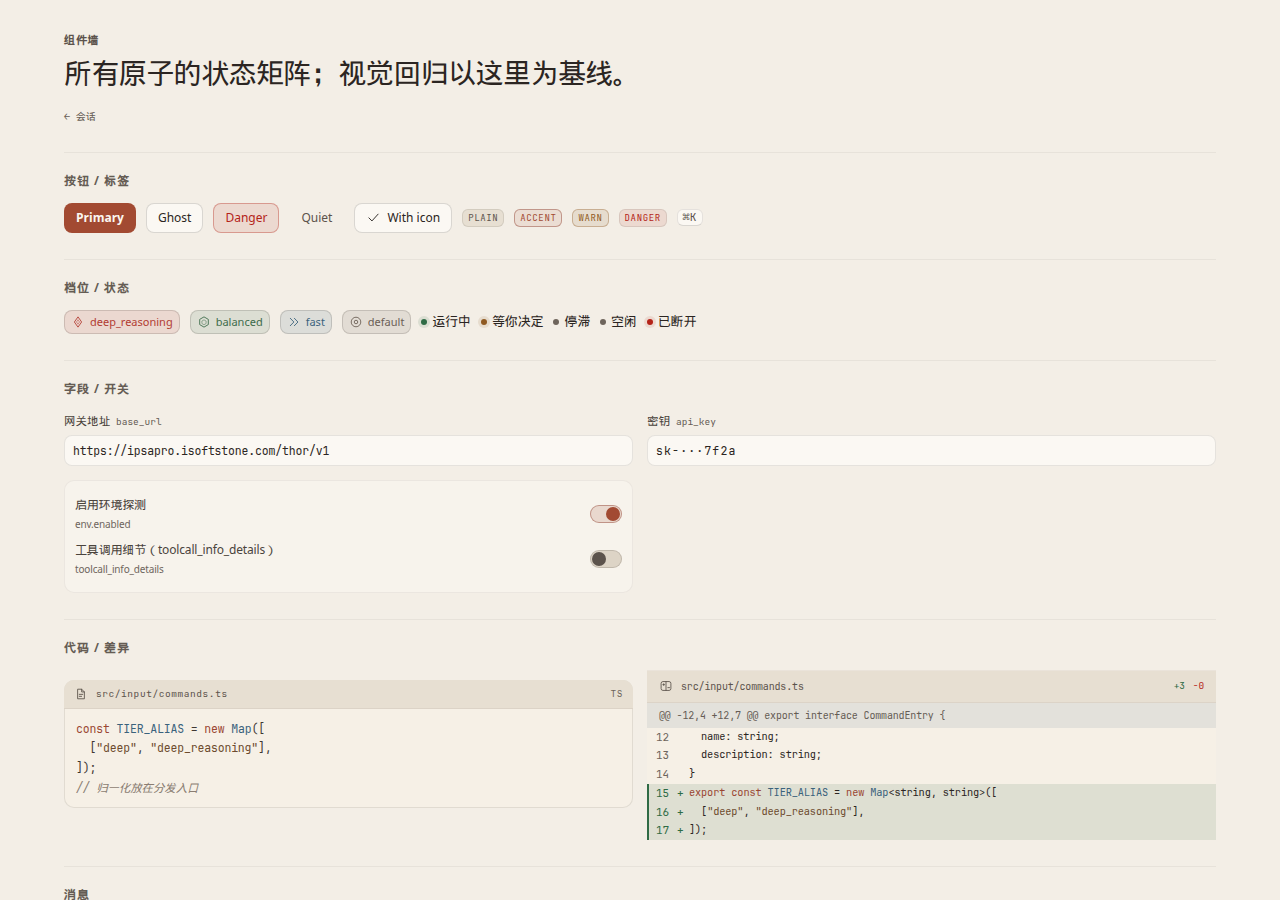 组件墙
所有原子的状态矩阵；视觉回归以这里为基线。
← 会话
按钮 / 标签
Primary Ghost Danger Quiet With icon PLAIN ACCENT WARN DANGER ⌘K
档位 / 状态
deep_reasoning balanced fast default 运行中 等你决定 停滞 空闲 已断开
字段 / 开关
网关地址 base_url
https://ipsapro.isoftstone.com/thor/v1
密钥 api_key
sk-···7f2a
启用环境探测
env.enabled
工具调用细节（toolcall_info_details）
toolcall_info_details
代码 / 差异
src/input/commands.ts TS
const TIER_ALIAS = new Map([
["deep", "deep_reasoning"],
]);
// 归一化放在分发入口
src/input/commands.ts +3 -0
@@ -12,4 +12,7 @@ export interface CommandEntry {
12 name: string;
13 description: string;
14 }
15 + export const TIER_ALIAS = new Map<string, string>([
16 + ["deep", "deep_reasoning"],
17 + ]);
消息